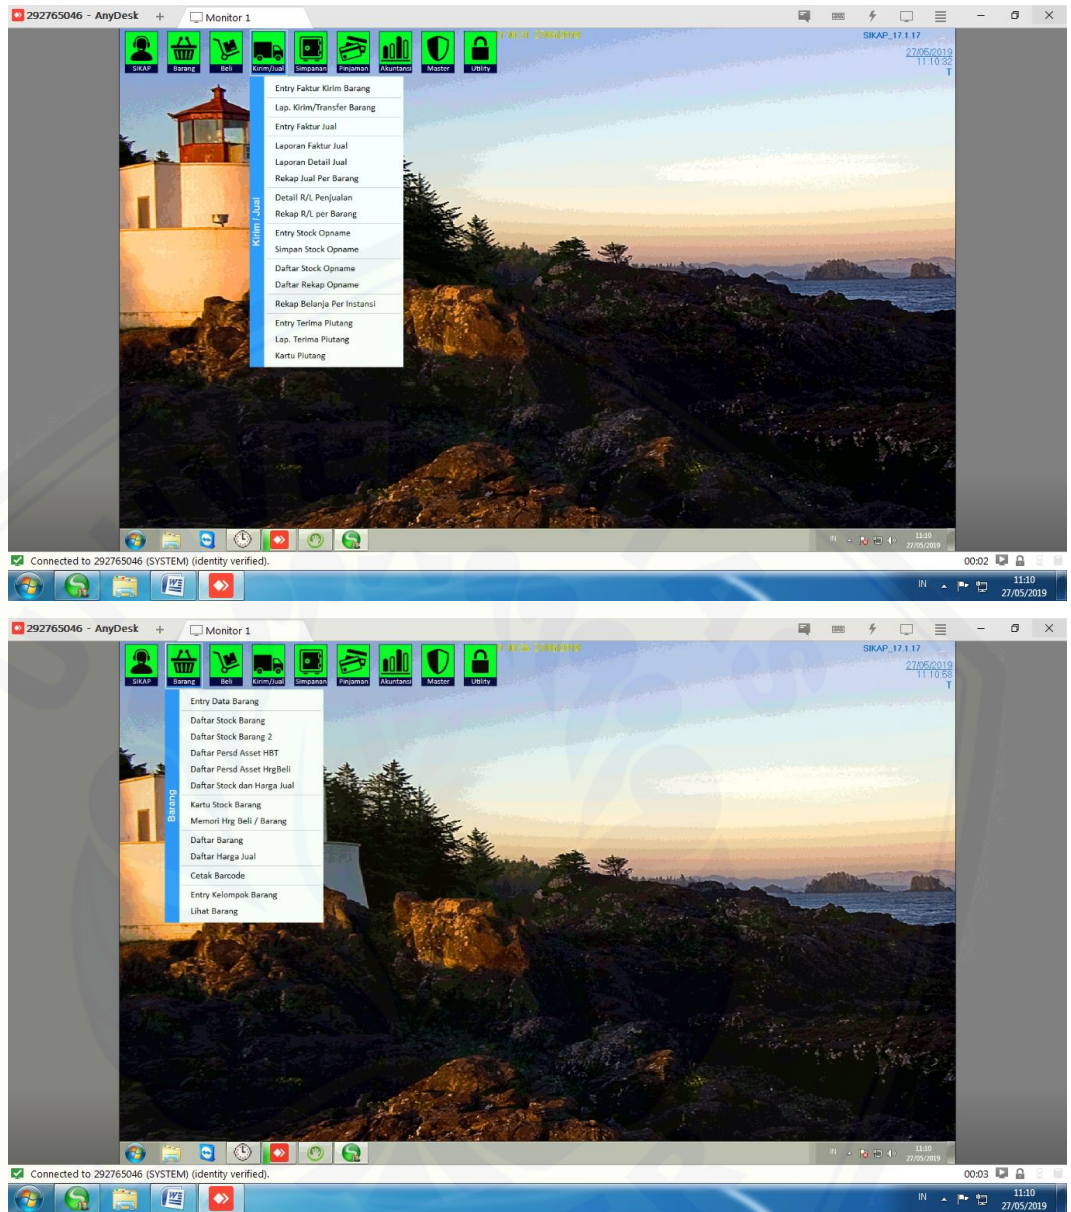 292765046 - AnyDesk + Monitor 1
SIKAP_17.1.17
27/05/2019
11:10:32
T
SIKAP Barang Beli Kirim/Jual Simpanan Pinjaman Akuntansi Master Utility
Entry Faktur Kirim Barang
Lap. Kirim/Transfer Barang
Entry Faktur Jual
Laporan Faktur Jual
Laporan Detail Jual
Rekap Jual Per Barang
Detail R/L Penjualan
Rekap R/L per Barang
Entry Stock Opname
Simpan Stock Opname
Daftar Stock Opname
Daftar Rekap Opname
Rekap Belanja Per Instansi
Entry Terima Piutang
Lap. Terima Piutang
Kartu Piutang
Kirim / Jual
IN 11:10
27/05/2019
Connected to 292765046 (SYSTEM) (identity verified). 00:02
IN 11:10
27/05/2019
292765046 - AnyDesk + Monitor 1
SIKAP_17.1.17
27/05/2019
11:10:58
T
SIKAP Barang Beli Kirim/Jual Simpanan Pinjaman Akuntansi Master Utility
Entry Data Barang
Daftar Stock Barang
Daftar Stock Barang 2
Daftar Persd Asset HBT
Daftar Persd Asset HrgBeli
Daftar Stock dan Harga Jual
Kartu Stock Barang
Memori Hrg Beli / Barang
Daftar Barang
Daftar Harga Jual
Cetak Barcode
Entry Kelompok Barang
Lihat Barang
Barang
IN 11:10
27/05/2019
Connected to 292765046 (SYSTEM) (identity verified). 00:03
IN 11:10
27/05/2019